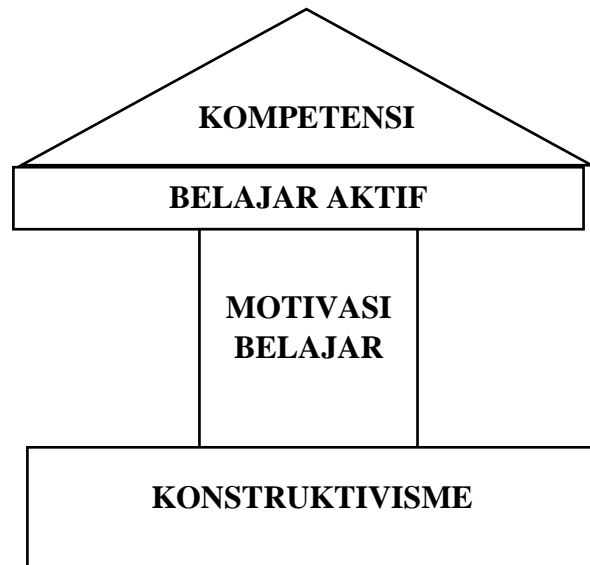 KOMPETENSI
BELAJAR AKTIF
MOTIVASI
BELAJAR
KONSTRUKTIVISME